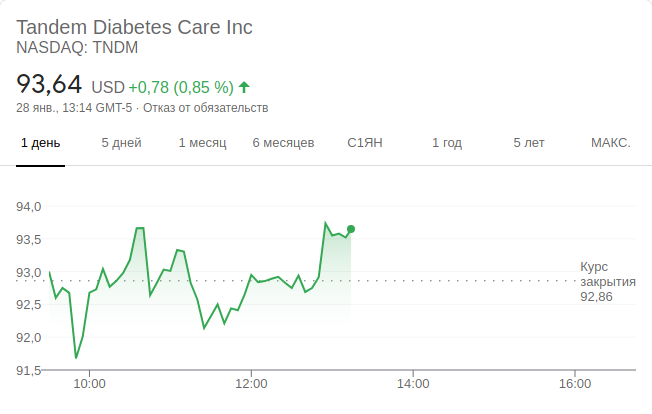 Tandem Diabetes Care Inc
NASDAQ: TNDM
93,64 USD +0,78 (0,85 %)
28 янв., 13:14 GMT-5 · Отказ от обязательств
1 день 5 дней 1 месяц 6 месяцев С1ЯН 1 год 5 лет МАКС.
94,0
93,5
93,0
92,5
92,0
91,5
Курс
закрытия
92,86
10:00 12:00 14:00 16:00